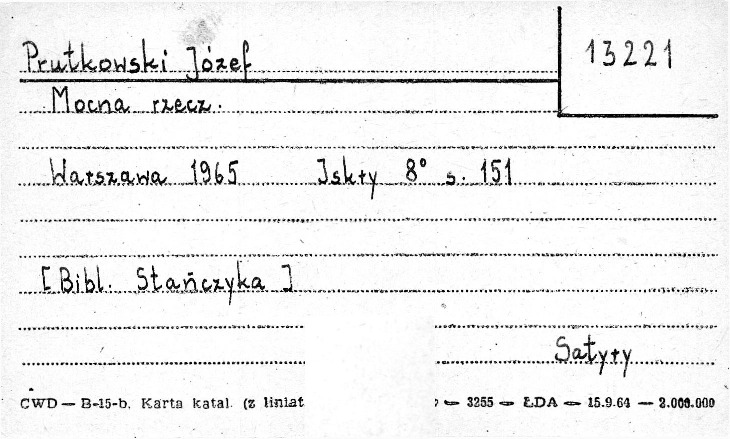 13221
Prutkowski Józef
Mocna rzecz.
Warszawa 1965 Iskry 8° s. 151
[Bibl. Stańczyka]
Satyry
CWD — B-15-b. Karta katal. (z liniat — 3255 — ŁDA — 15.9.64 — 2.000.000